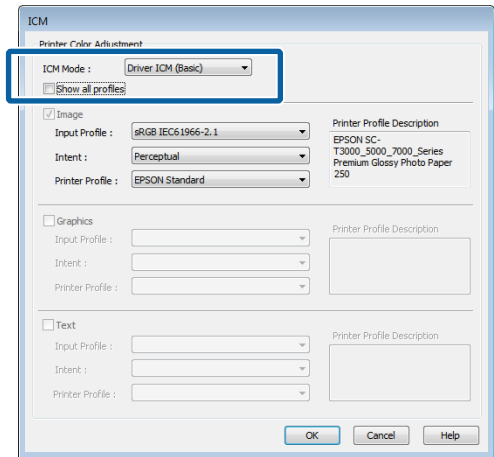 ICM
Printer Color Adjustment
ICM Mode : Driver ICM (Basic)
Show all profiles
Image
Input Profile : sRGB IEC61966-2.1
Intent : Perceptual
Printer Profile : EPSON Standard
Printer Profile Description
EPSON SC-
T3000_5000_7000_Series
Premium Glossy Photo Paper
250
Graphics
Input Profile :
Intent :
Printer Profile :
Printer Profile Description
Text
Input Profile :
Intent :
Printer Profile :
Printer Profile Description
OK Cancel Help